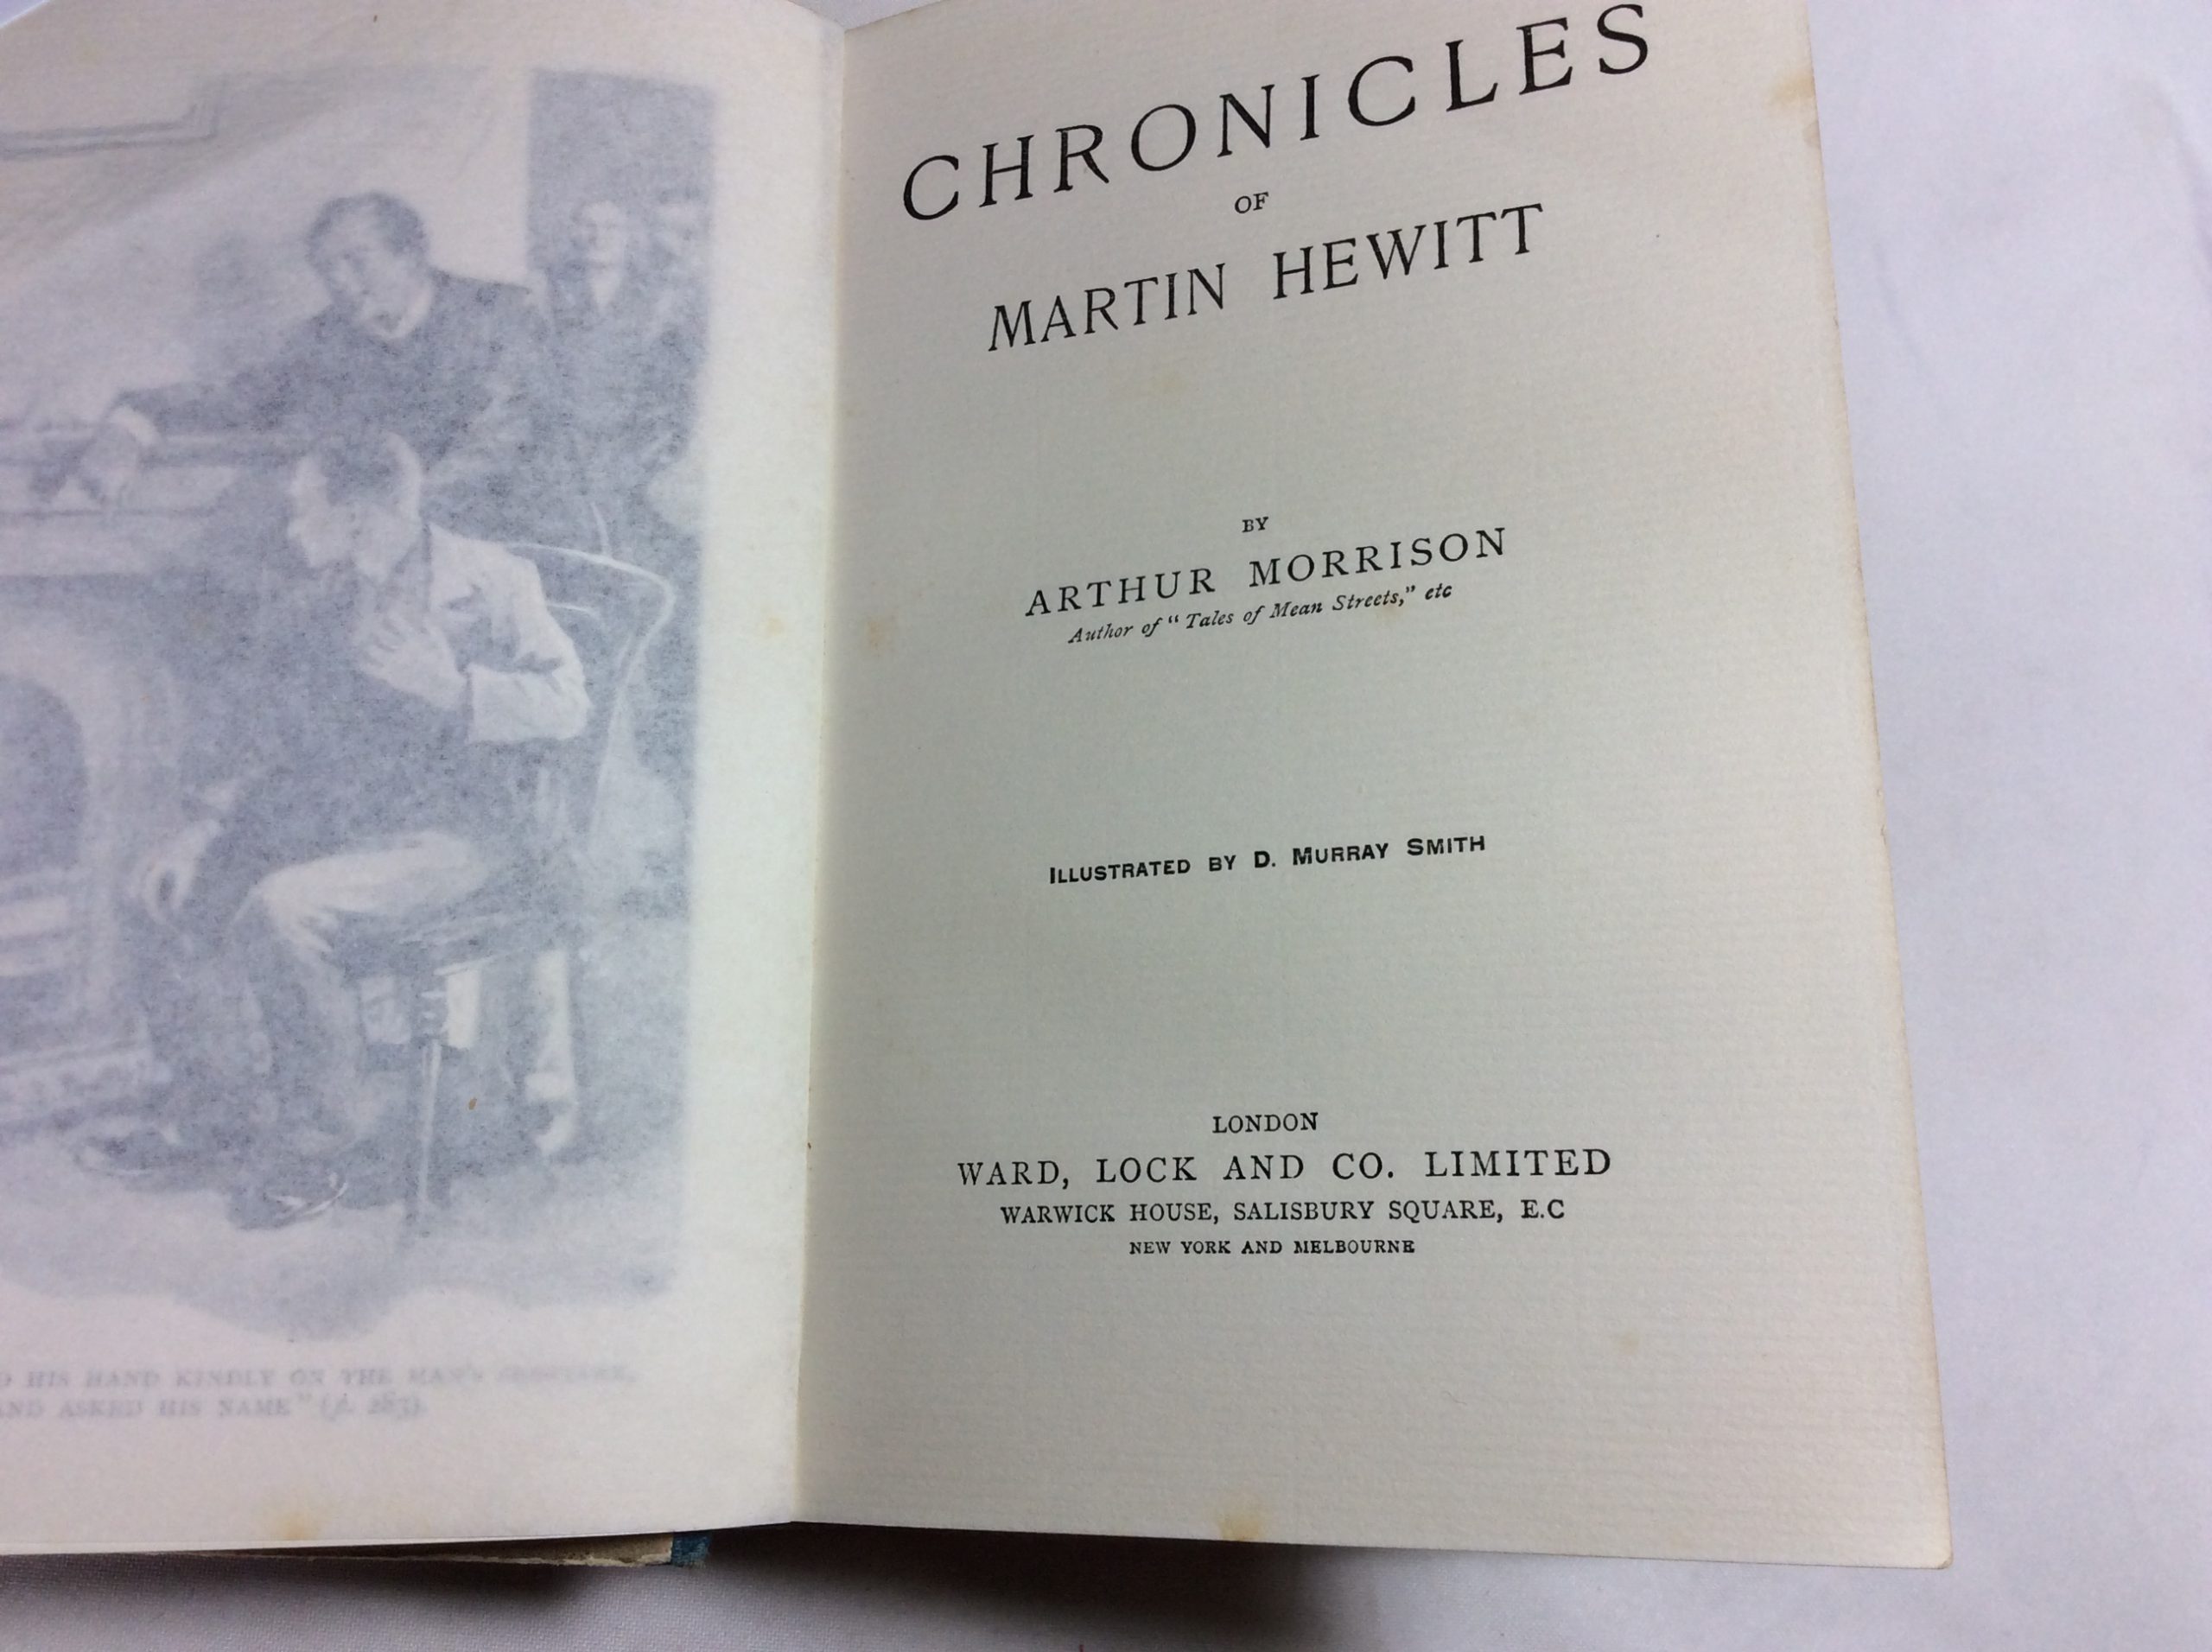 HIS HAND KINDLY ON THE MAN'S
AND ASKED HIS NAME" (p. 283).
CHRONICLES
OF
MARTIN HEWITT
BY
ARTHUR MORRISON
Author of "Tales of Mean Streets," etc
ILLUSTRATED BY D. MURRAY SMITH
LONDON
WARD, LOCK AND CO. LIMITED
WARWICK HOUSE, SALISBURY SQUARE, E.C
NEW YORK AND MELBOURNE